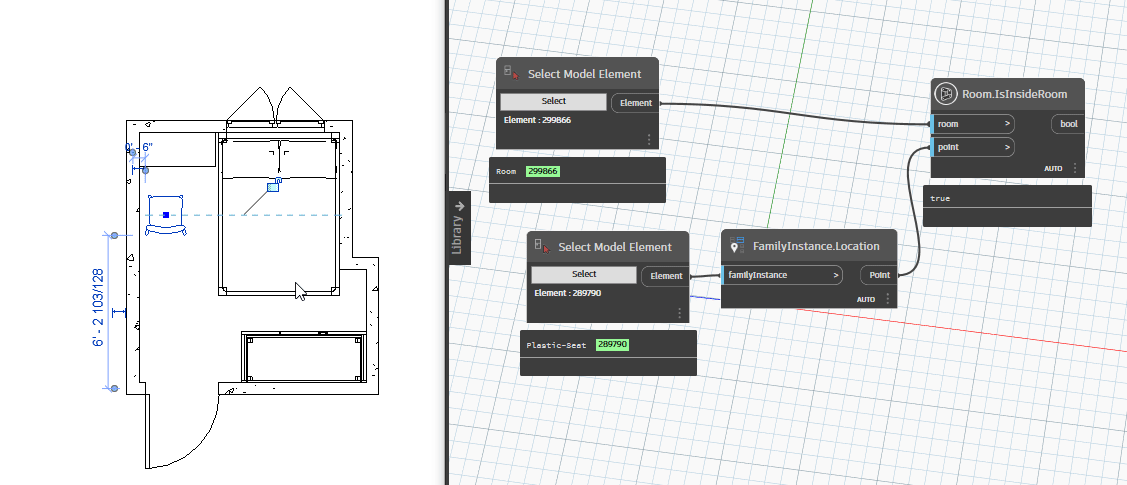 0' - 6"
6' - 2 103/128
Library
Select Model Element
Select
Element
Element : 299866
Room 299866
Select Model Element
Select
Element
Element : 289790
Plastic-Seat 289790
FamilyInstance.Location
familyInstance >
Point
AUTO
Room.IsInsideRoom
room >
bool
point >
AUTO
true